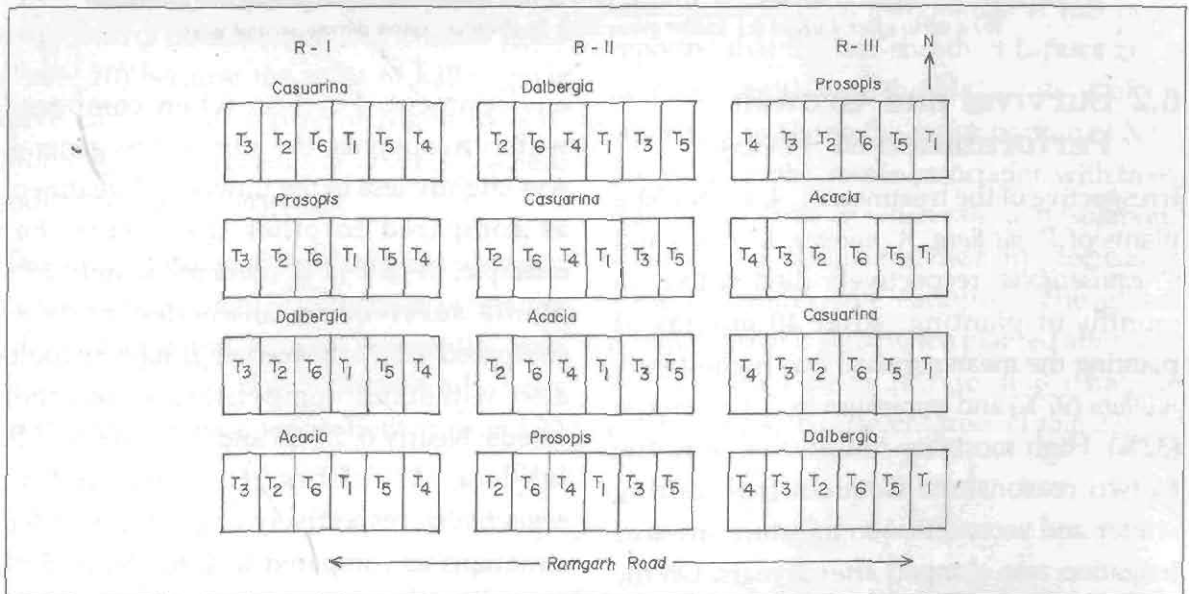 R - I R - II R - III N
Casuarina Dalbergia Prosopis
T3 T2 T6 T1 T5 T4 T2 T6 T4 T1 T3 T5 T4 T3 T2 T6 T5 T1
Prosopis Casuarina Acacia
T3 T2 T6 T1 T5 T4 T2 T6 T4 T1 T3 T5 T4 T3 T2 T6 T5 T1
Dalbergia Acacia Casuarina
T3 T2 T6 T1 T5 T4 T2 T6 T4 T1 T3 T5 T4 T3 T2 T6 T5 T1
Acacia Prosopis Dalbergia
T3 T2 T6 T1 T5 T4 T2 T6 T4 T1 T3 T5 T4 T3 T2 T6 T5 T1
Ramgarh Road